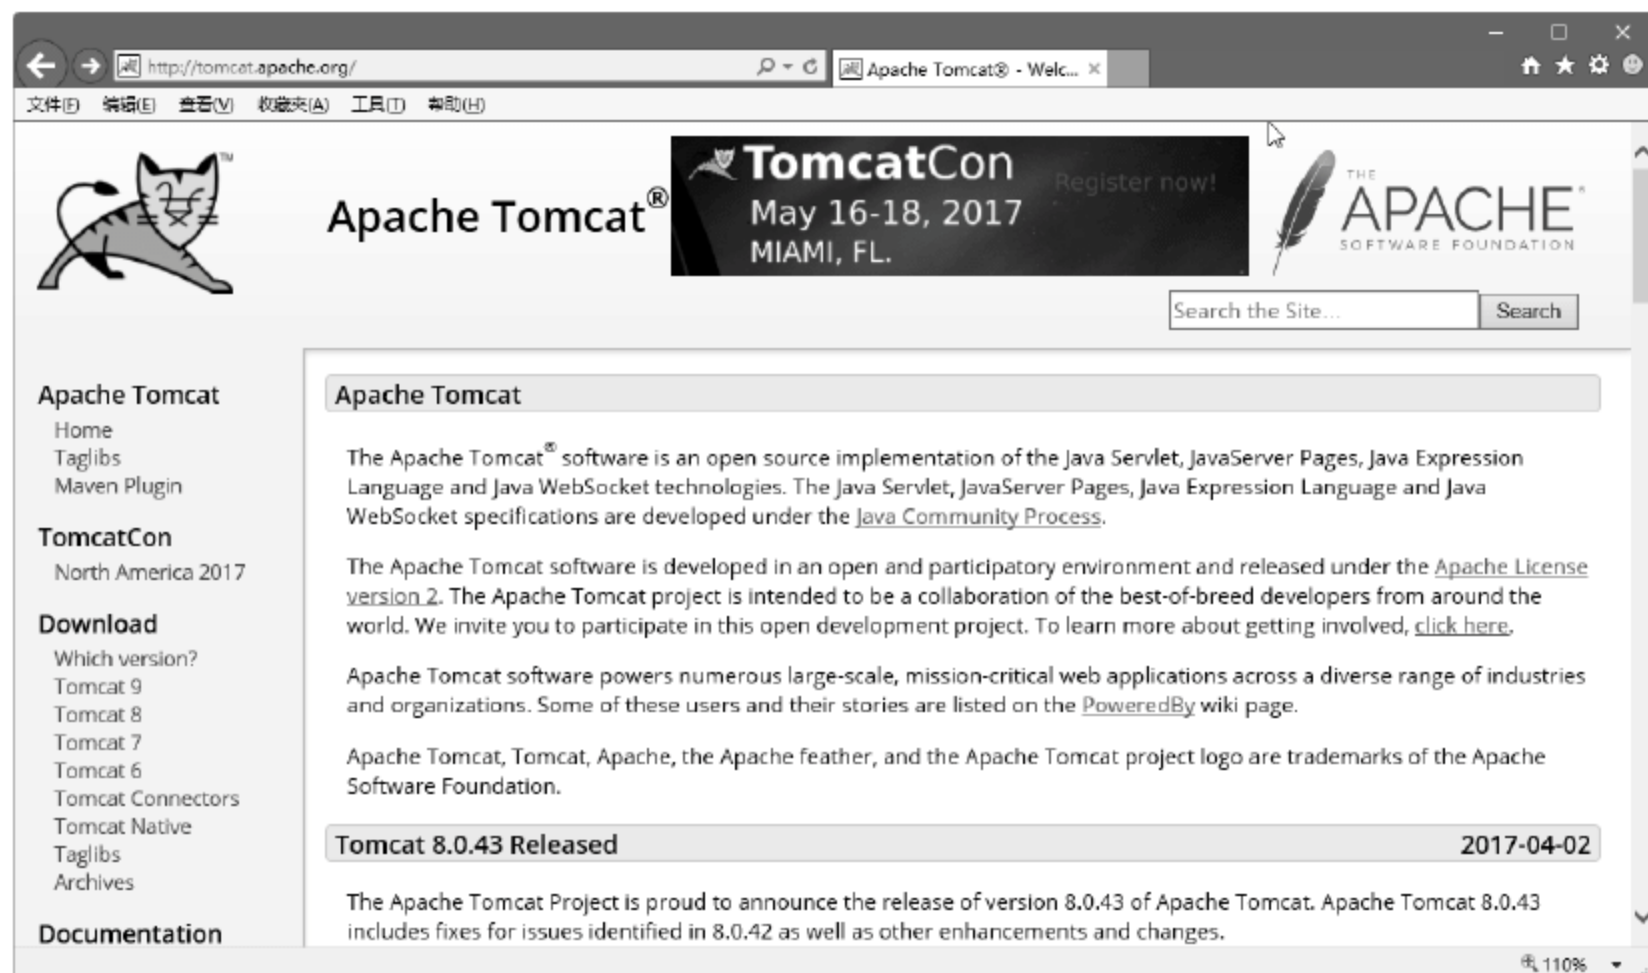 http://tomcat.apache.org/
Apache Tomcat® - Welc...
文件(F) 编辑(E) 查看(V) 收藏夹(A) 工具(T) 帮助(H)
TM
Apache Tomcat®
TomcatCon
Register now!
May 16-18, 2017
MIAMI, FL.
THE
APACHE®
SOFTWARE FOUNDATION
Search the Site...
Search
Apache Tomcat
Home
Taglibs
Maven Plugin
TomcatCon
North America 2017
Download
Which version?
Tomcat 9
Tomcat 8
Tomcat 7
Tomcat 6
Tomcat Connectors
Tomcat Native
Taglibs
Archives
Documentation
Apache Tomcat
The Apache Tomcat® software is an open source implementation of the Java Servlet, JavaServer Pages, Java Expression
Language and Java WebSocket technologies. The Java Servlet, JavaServer Pages, Java Expression Language and Java
WebSocket specifications are developed under the Java Community Process.
The Apache Tomcat software is developed in an open and participatory environment and released under the Apache License
version 2. The Apache Tomcat project is intended to be a collaboration of the best-of-breed developers from around the
world. We invite you to participate in this open development project. To learn more about getting involved, click here.
Apache Tomcat software powers numerous large-scale, mission-critical web applications across a diverse range of industries
and organizations. Some of these users and their stories are listed on the PoweredBy wiki page.
Apache Tomcat, Tomcat, Apache, the Apache feather, and the Apache Tomcat project logo are trademarks of the Apache
Software Foundation.
Tomcat 8.0.43 Released 2017-04-02
The Apache Tomcat Project is proud to announce the release of version 8.0.43 of Apache Tomcat. Apache Tomcat 8.0.43
includes fixes for issues identified in 8.0.42 as well as other enhancements and changes.
110%